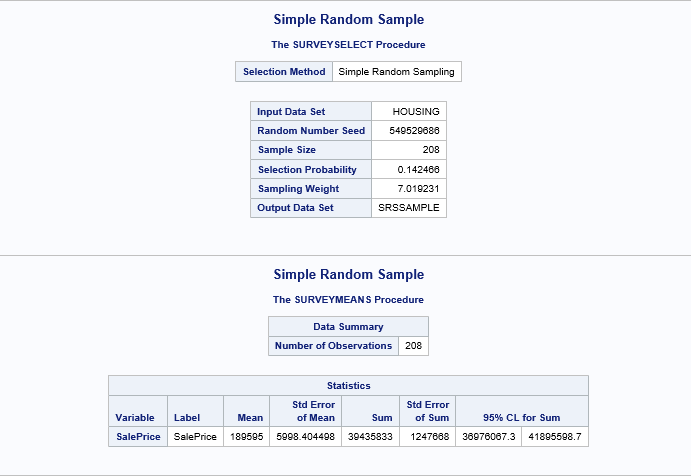 Simple Random Sample
The SURVEYSELECT Procedure
Selection Method Simple Random Sampling
Input Data Set HOUSING
Random Number Seed 549529686
Sample Size 208
Selection Probability 0.142466
Sampling Weight 7.019231
Output Data Set SRSSAMPLE
Simple Random Sample
The SURVEYMEANS Procedure
Data Summary
Number of Observations 208
Statistics
Variable Label Mean Std Error of Mean Sum Std Error of Sum 95% CL for Sum
SalePrice SalePrice 189595 5998.404498 39435833 1247668 36976067.3 41895598.7